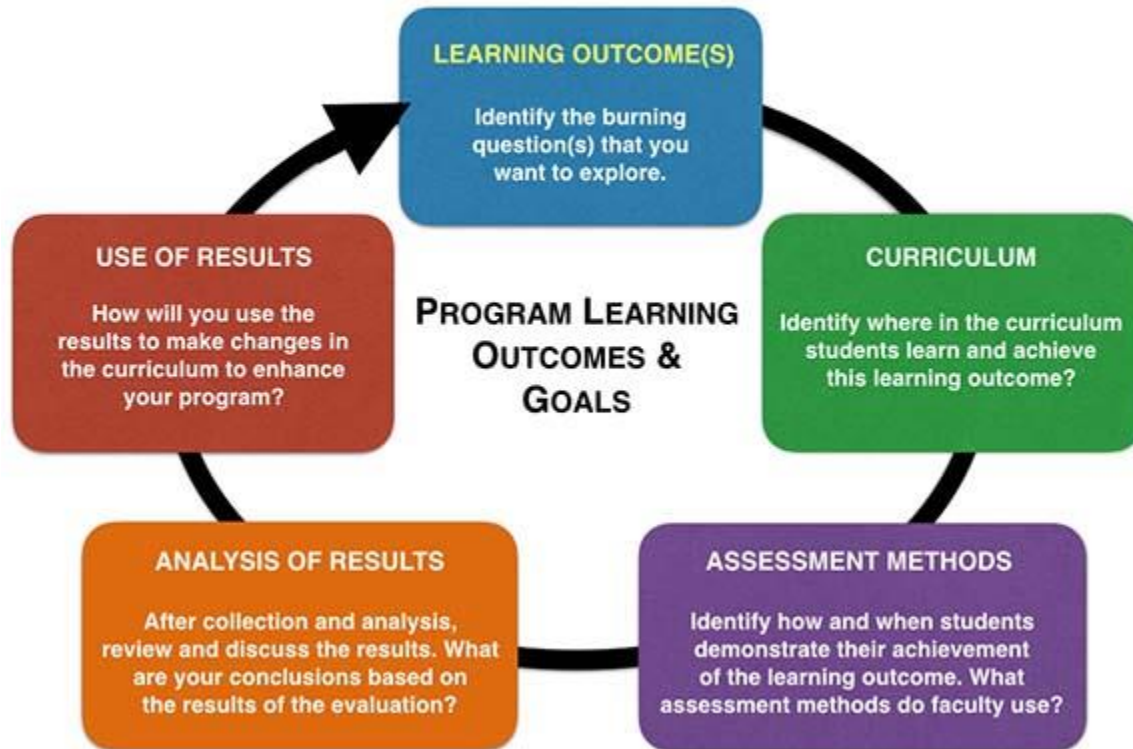 LEARNING OUTCOME(S)
Identify the burning
question(s) that you
want to explore.
USE OF RESULTS
How will you use the
results to make changes in
the curriculum to enhance
your program?
PROGRAM LEARNING
OUTCOMES &
GOALS
CURRICULUM
Identify where in the curriculum
students learn and achieve
this learning outcome?
ANALYSIS OF RESULTS
After collection and analysis,
review and discuss the results. What
are your conclusions based on
the results of the evaluation?
ASSESSMENT METHODS
Identify how and when students
demonstrate their achievement
of the learning outcome. What
assessment methods do faculty use?